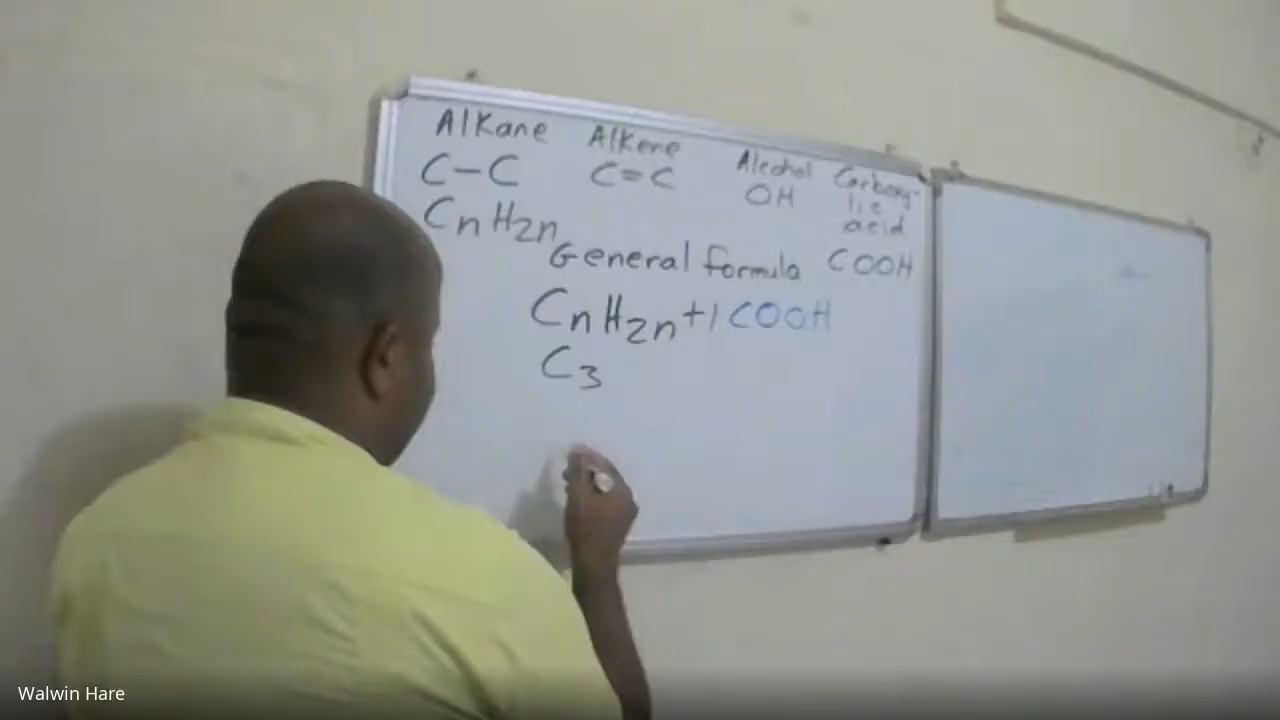 Alkane Alkene Alcohol Carboxy-
lic
acid
C-C C=C OH
CnH2n
General formula COOH
CnH2n+1COOH
C3
Walwin Hare